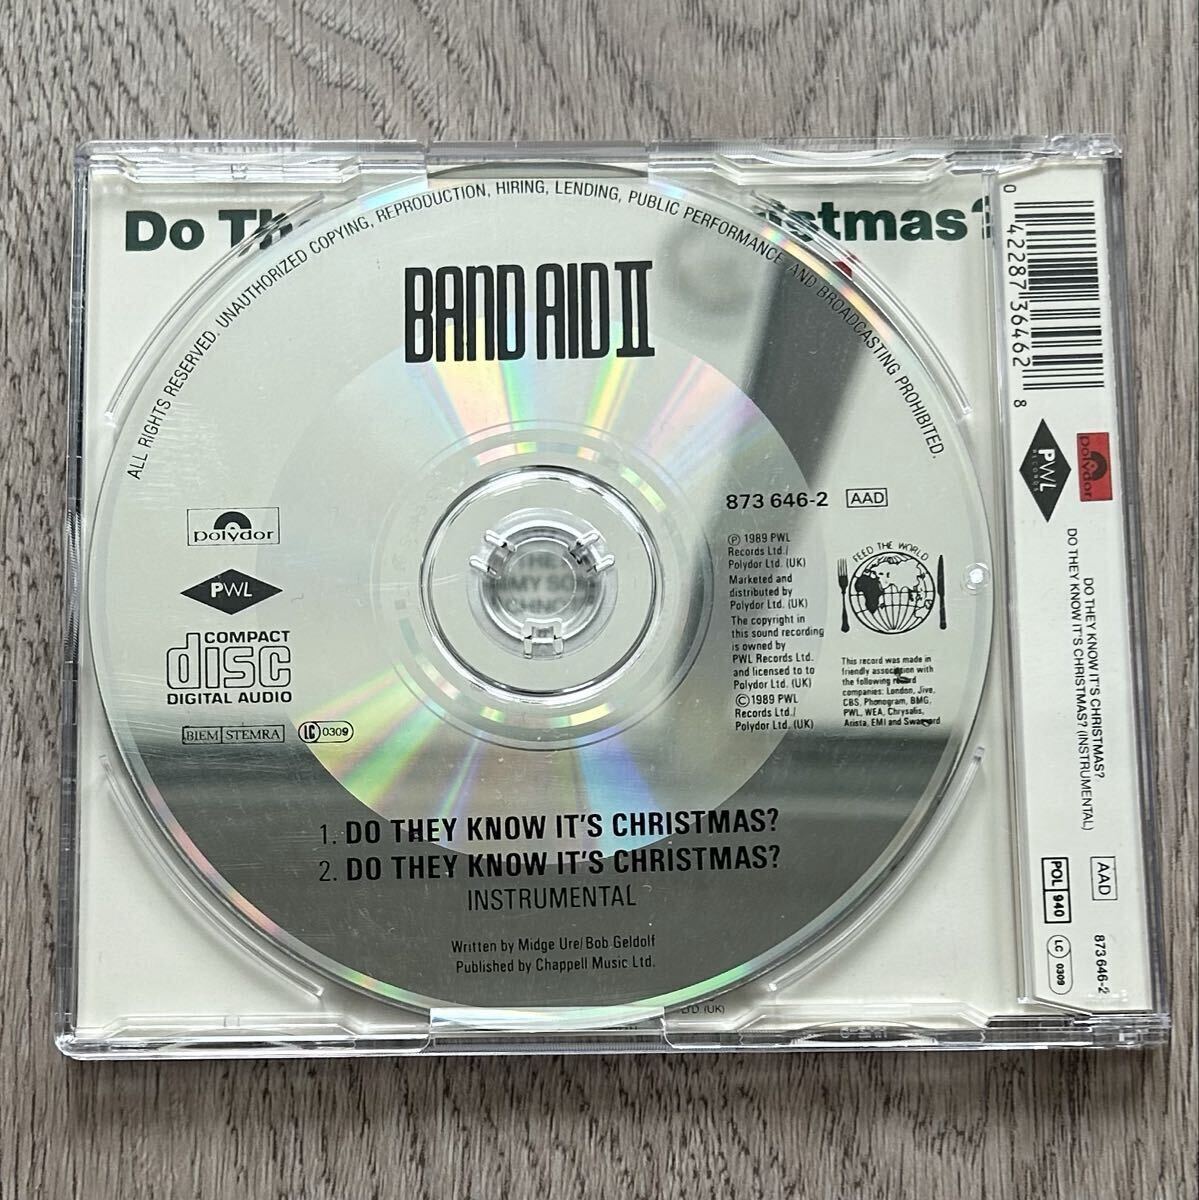 Do The
ristmas?
ALL RIGHTS RESERVED. UNAUTHORIZED COPYING, REPRODUCTION, HIRING, LENDING, PUBLIC PERFORMANCE AND BROADCASTING PROHIBITED.
BAND AID II
polydor
PWL
COMPACT
disc
DIGITAL AUDIO
BIEM STEMRA
LC 0309
873 646-2 AAD
Ⓟ 1989 PWL
Records Ltd./
Polydor Ltd. (UK)
Marketed and
distributed by
Polydor Ltd. (UK)
The copyright in
this sound recording
is owned by
PWL Records Ltd.
and licensed to to
Polydor Ltd. (UK)
© 1989 PWL
Records Ltd./
Polydor Ltd. (UK)
FEED THE WORLD
This record was made in
friendly association with
the following record
companies: London, Jive,
CBS, Phonogram, BMG,
PWL, WEA, Chrysalis,
Arista, EMI and Swanyard
1. DO THEY KNOW IT'S CHRISTMAS?
2. DO THEY KNOW IT'S CHRISTMAS?
INSTRUMENTAL
Written by Midge Ure/Bob Geldolf
Published by Chappell Music Ltd.
LTD. (UK)
0 42287 36462 8
PWL
RECORDS
polydor
DO THEY KNOW IT'S CHRISTMAS?
DO THEY KNOW IT'S CHRISTMAS? (INSTRUMENTAL)
AAD
POL 940
873 646-2
LC 0309